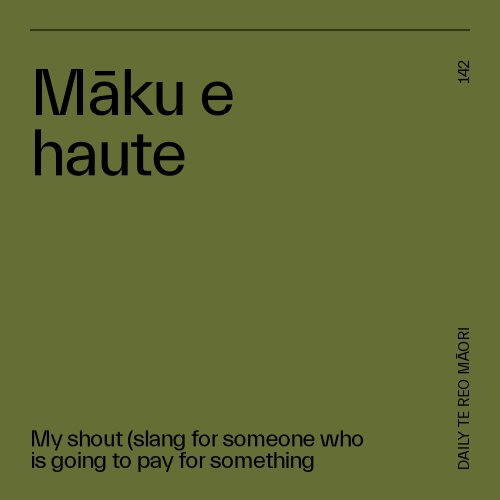 Māku e
haute
142
DAILY TE REO MĀORI
My shout (slang for someone who
is going to pay for something